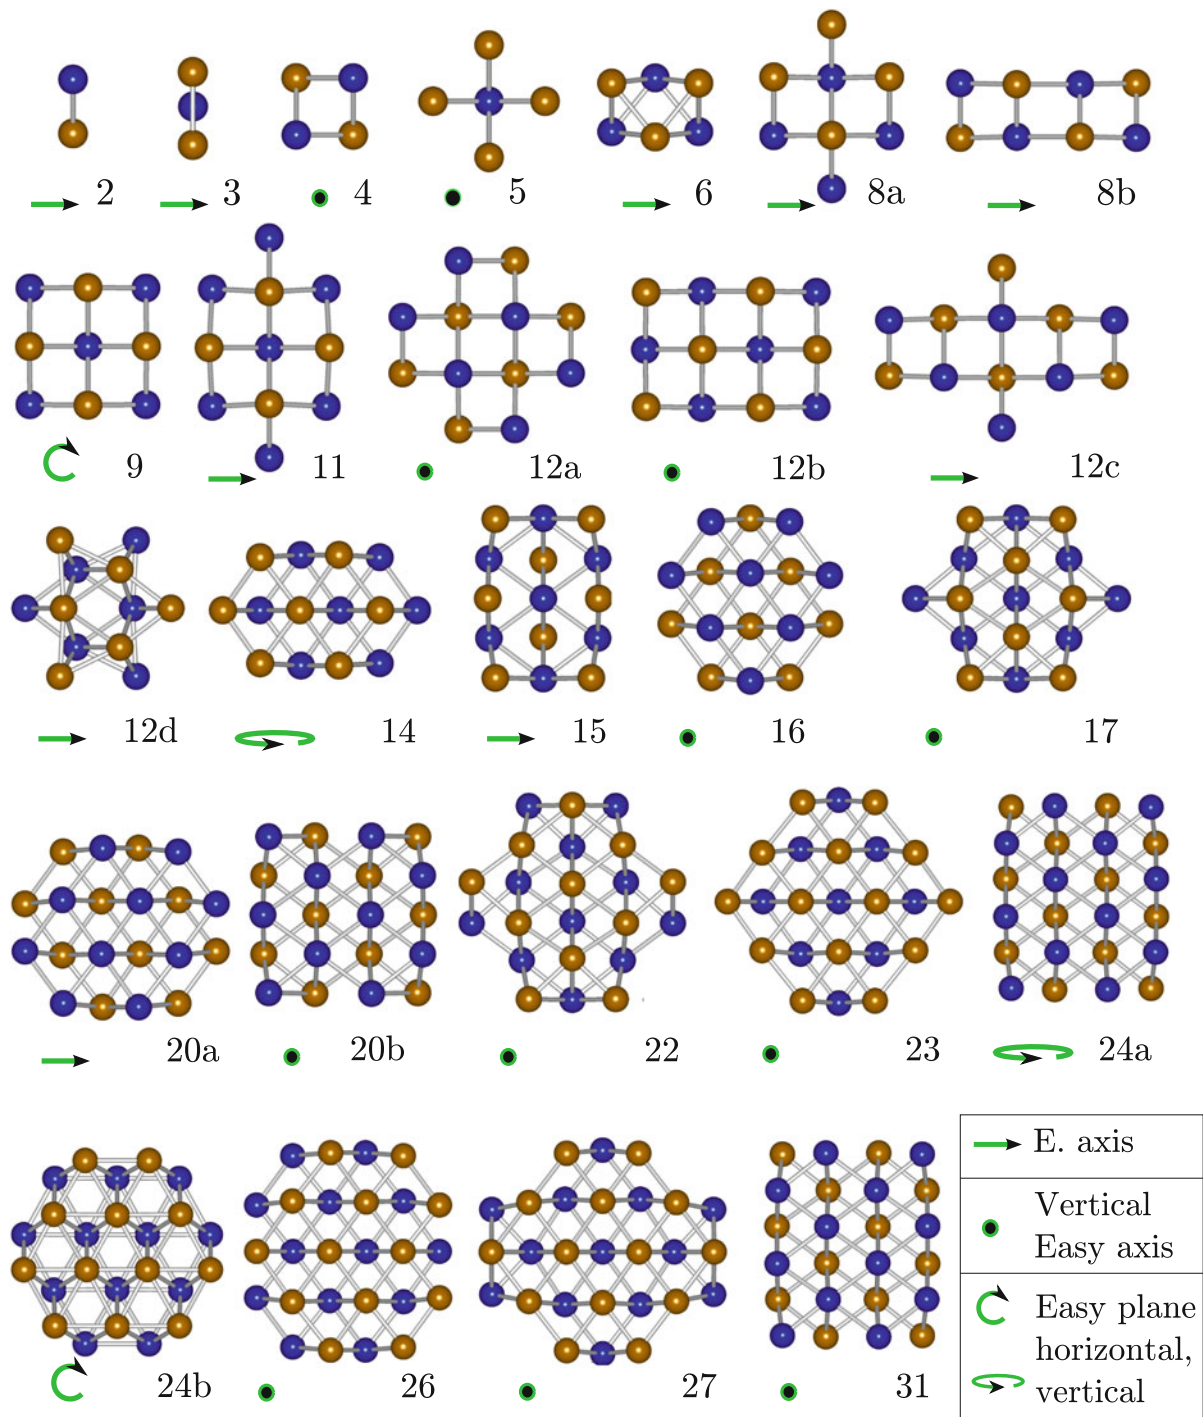 2 3 4 5 6 8a 8b
9 11 12a 12b 12c
12d 14 15 16 17
20a 20b 22 23 24a
E. axis
Vertical
Easy axis
Easy plane
horizontal,
vertical
24b 26 27 31